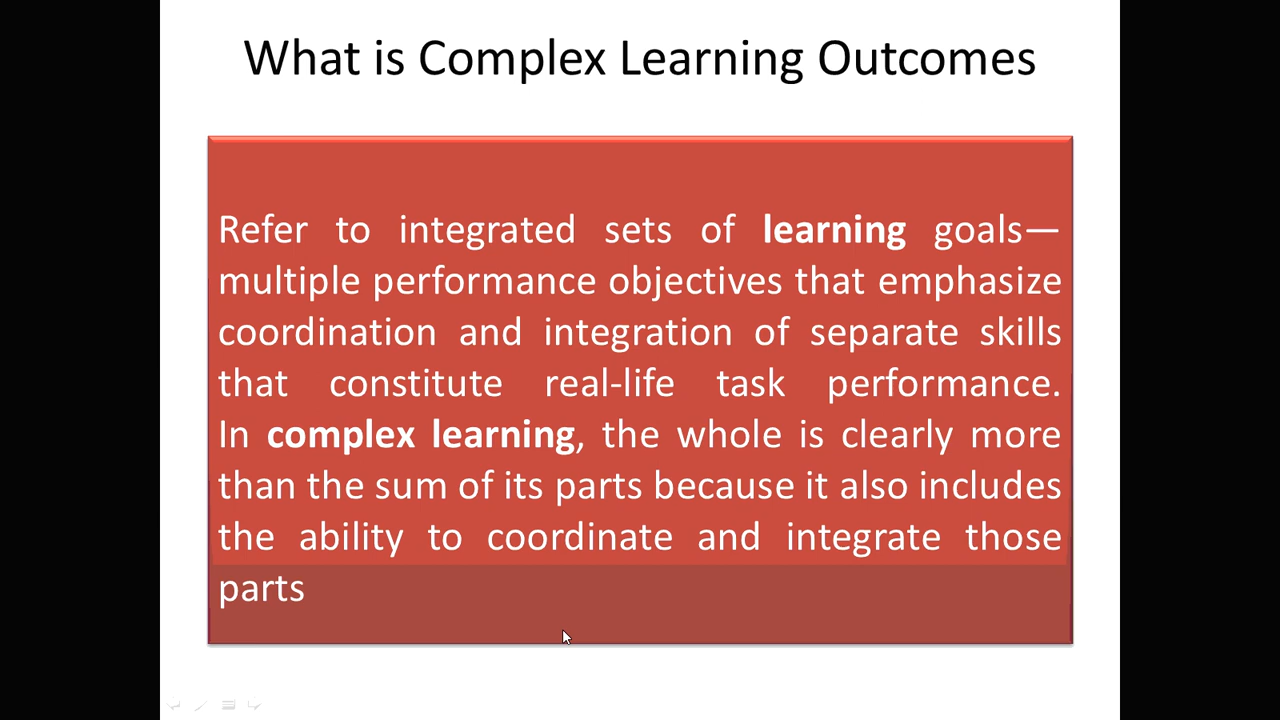 What is Complex Learning Outcomes
Refer to integrated sets of learning goals—
multiple performance objectives that emphasize
coordination and integration of separate skills
that constitute real-life task performance.
In complex learning, the whole is clearly more
than the sum of its parts because it also includes
the ability to coordinate and integrate those
parts